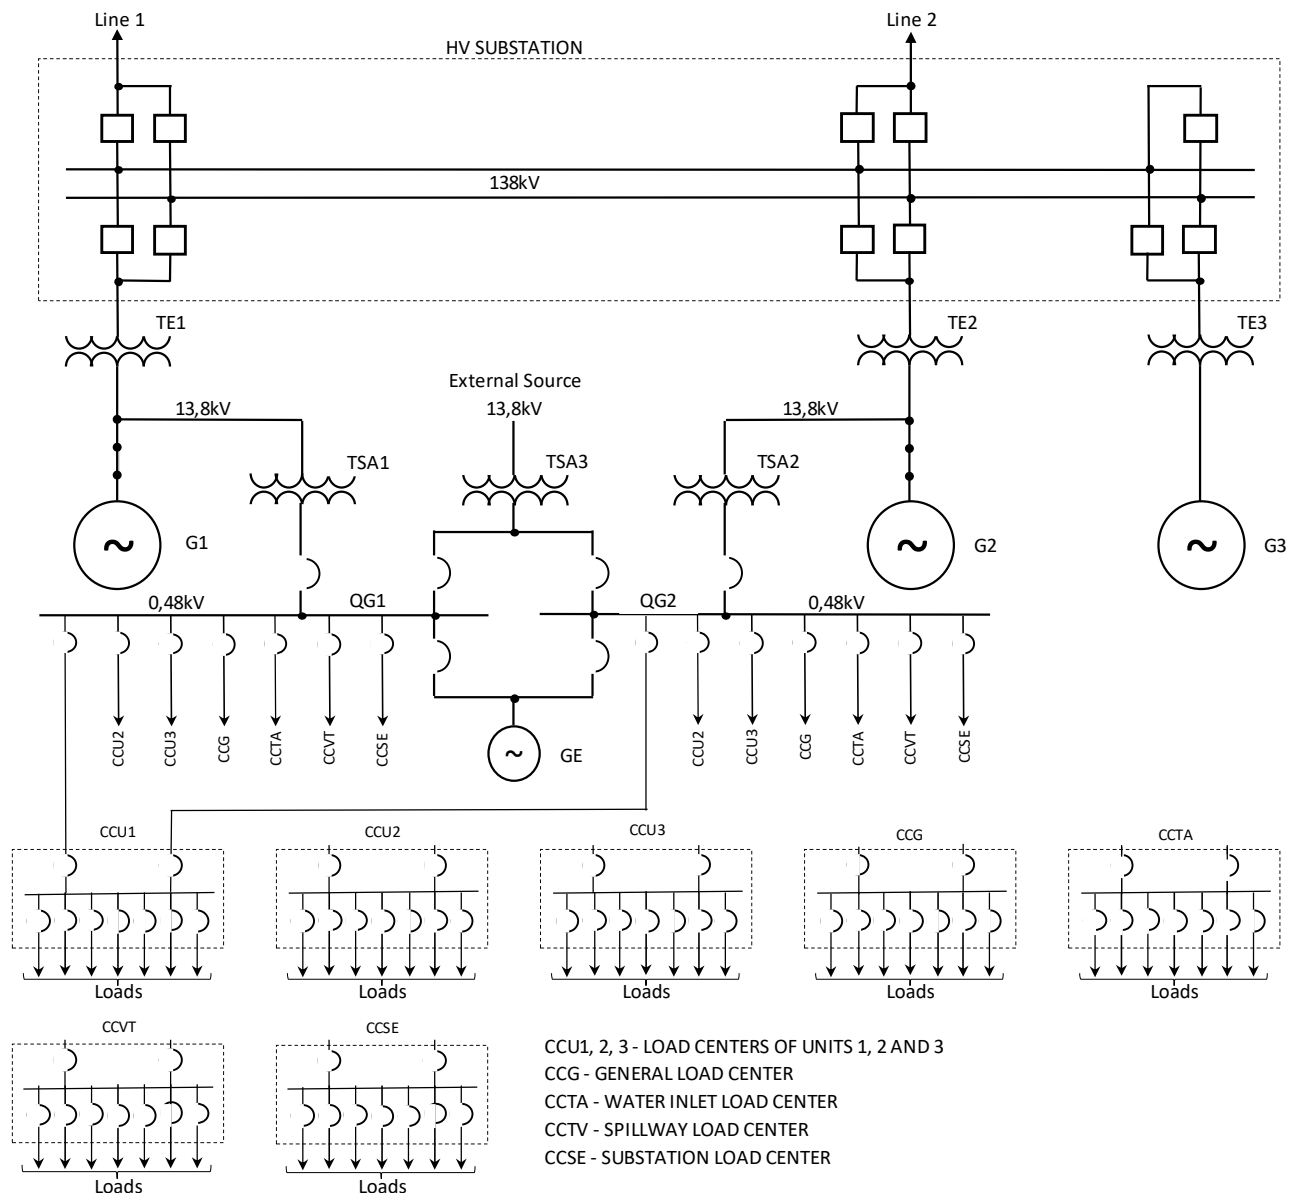 Line 1
Line 2
HV SUBSTATION
138kV
TE1
TE2
TE3
External Source
13,8kV
13,8kV
13,8kV
TSA1
TSA3
TSA2
~
G1
~
G2
~
G3
0,48kV
QG1
QG2
0,48kV
CCU2
CCU3
CCG
CCTA
CCVT
CCSE
~
GE
CCU2
CCU3
CCG
CCTA
CCVT
CCSE
CCU1
CCU2
CCU3
CCG
CCTA
Loads
Loads
Loads
Loads
Loads
CCVT
CCSE
Loads
Loads
CCU1, 2, 3 - LOAD CENTERS OF UNITS 1, 2 AND 3
CCG - GENERAL LOAD CENTER
CCTA - WATER INLET LOAD CENTER
CCTV - SPILLWAY LOAD CENTER
CCSE - SUBSTATION LOAD CENTER